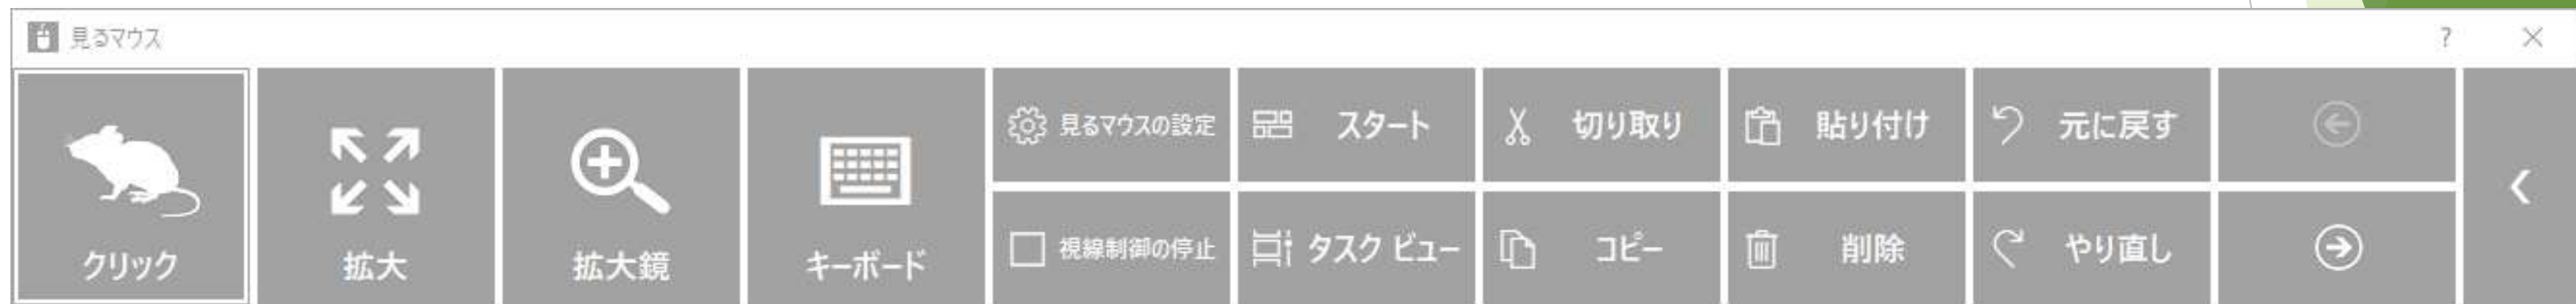 見るマウス
?
クリック
拡大
拡大鏡
キーボード
見るマウスの設定
スタート
切り取り
貼り付け
元に戻す
視線制御の停止
タスク ビュー
コピー
削除
やり直し